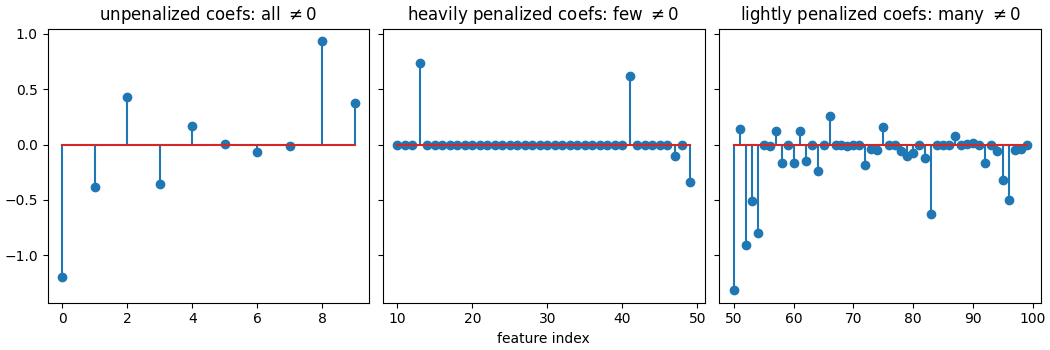 unpenalized coefs: all ≠0
heavily penalized coefs: few ≠0
lightly penalized coefs: many ≠0
1.0
0.5
0.0
−0.5
−1.0
0 2 4 6 8
10 20 30 40 50
50 60 70 80 90 100
feature index